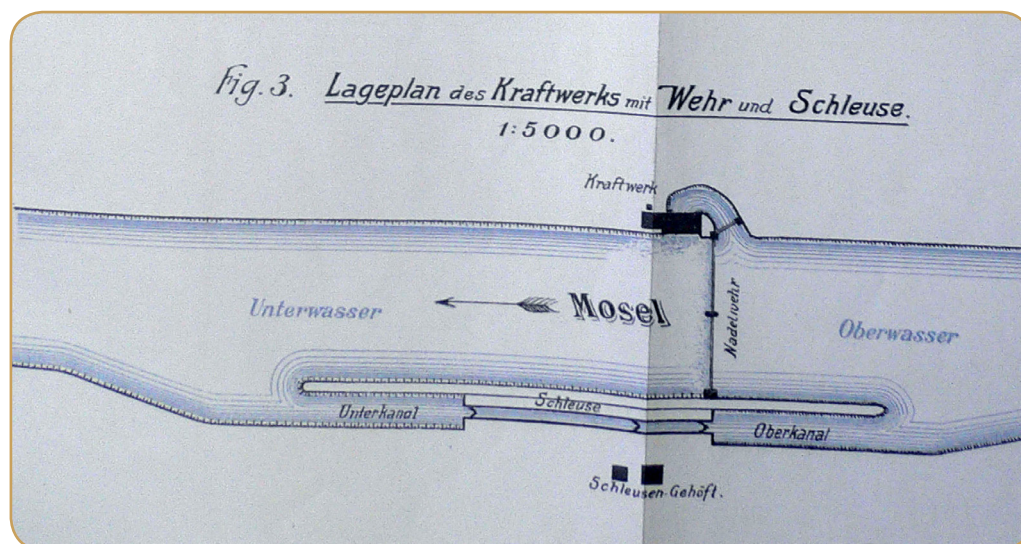 Fig. 3. Lageplan des Kraftwerks mit Wehr und Schleuse.
1:5000.
Kraftwerk
Unterwasser
Mosel
Nadelwehr
Oberwasser
Unterkanal
Schleuse
Oberkanal
Schleusen-Gehöft.